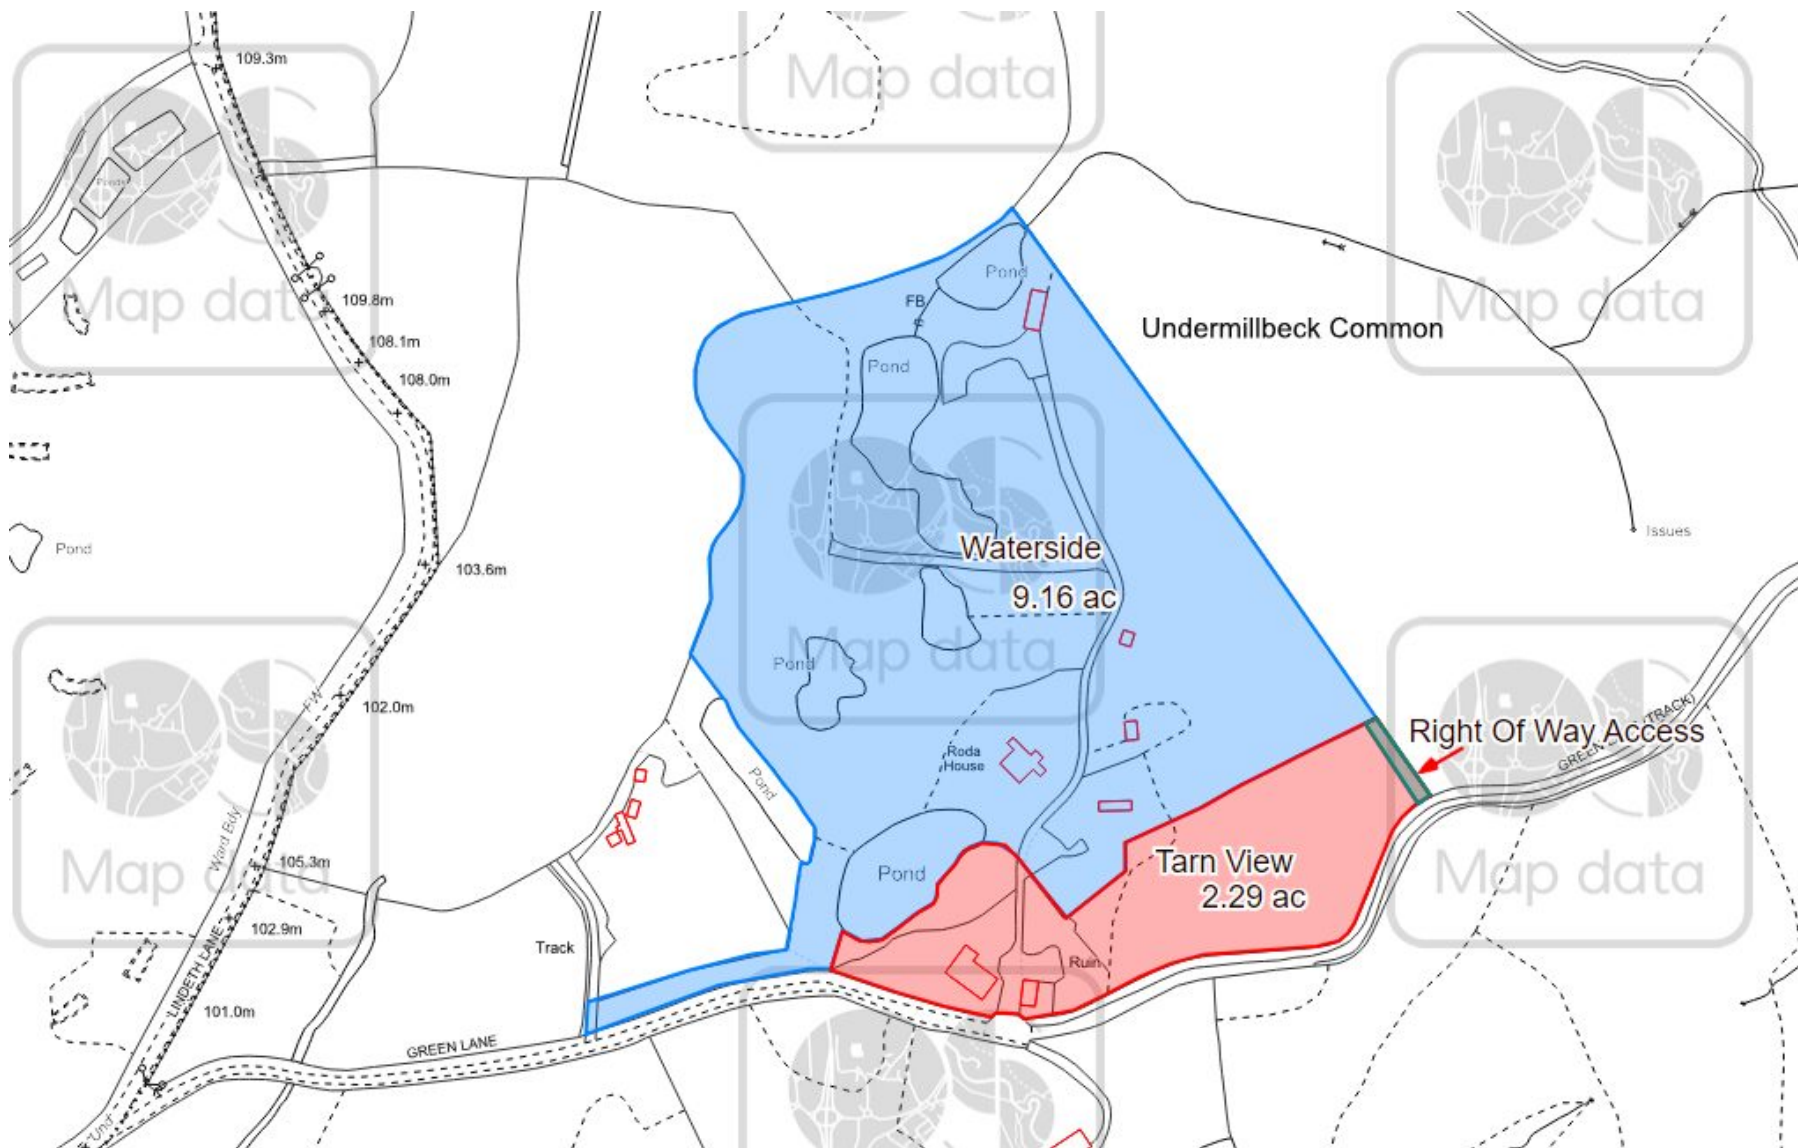 Map data
109.3m
Map data
Ponds
Pond
FB
Map data
109.8m
Map data
Undermillbeck Common
108.1m
Pond
108.0m
Issues
Pond
Waterside
103.6m
9.16 ac
Map data
Pond
FW
102.0m
Right Of Way Access
TRACK)
Roda
House
Pond
Ward Bdy
105.3m
Tarn View
Map data
Pond
Map data
2.29 ac
102.9m
Track
Ruin
LINDETH LANE
101.0m
GREEN LANE
Und